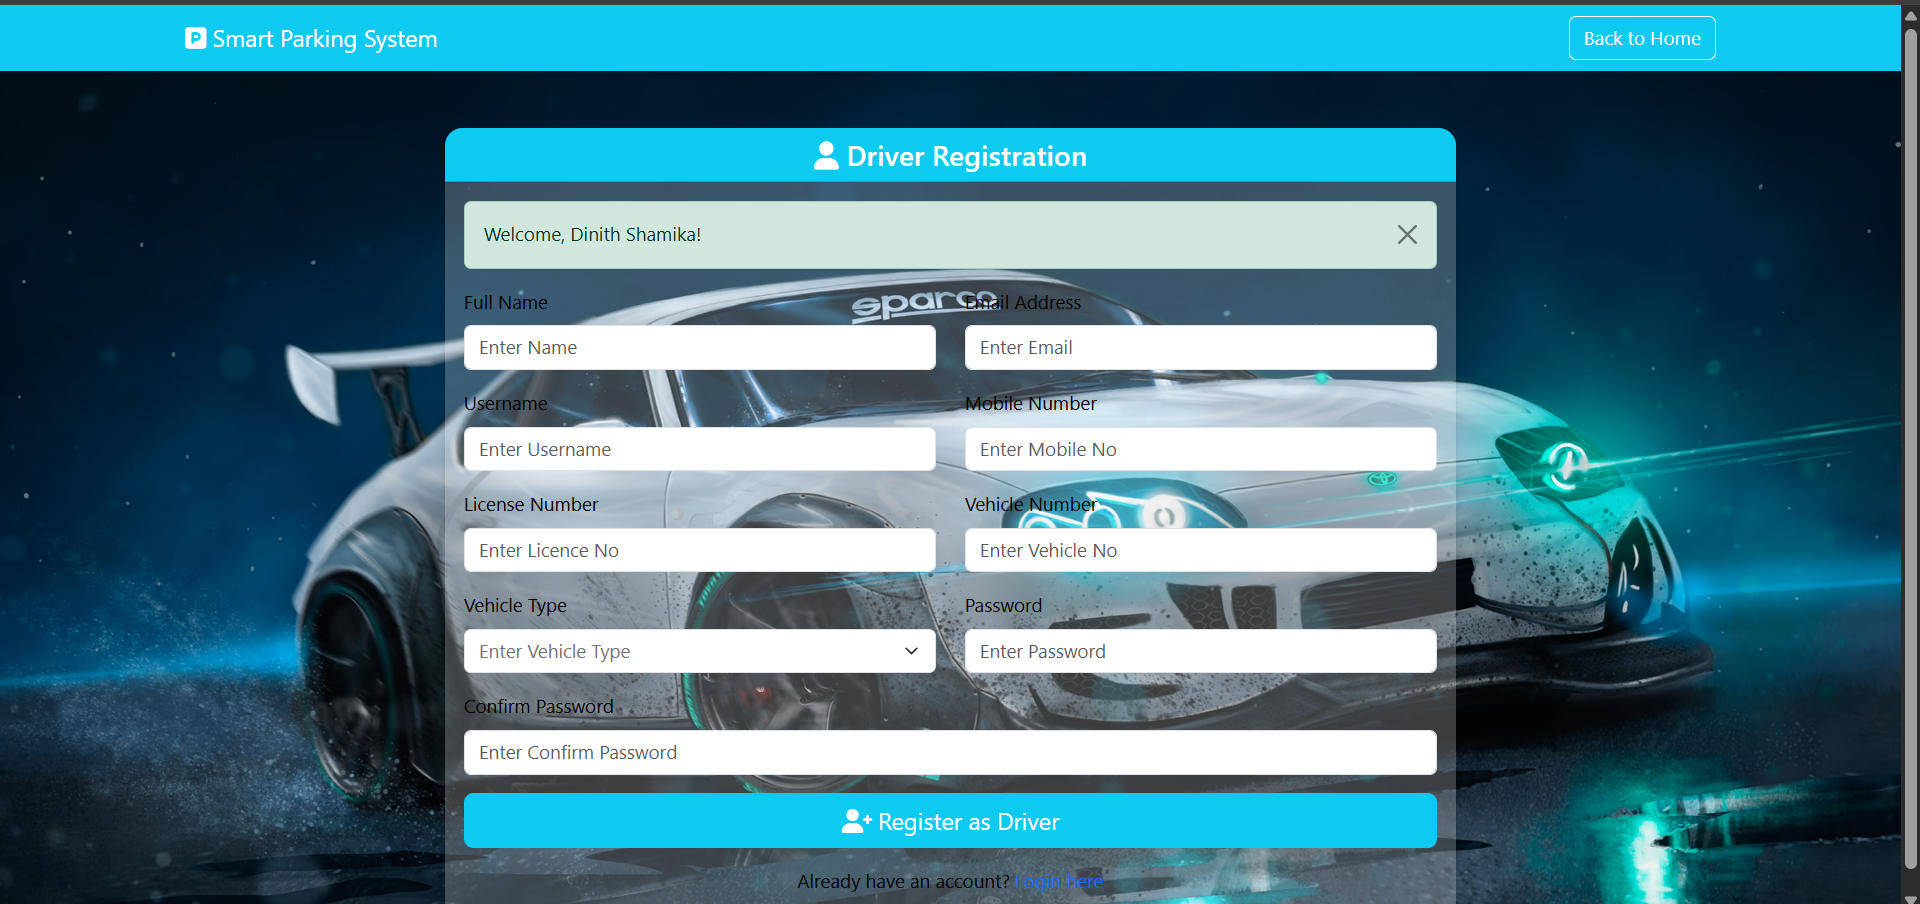 Smart Parking System
Back to Home
Driver Registration
Welcome, Dinith Shamika!
sparco
Full Name
Email Address
Enter Name
Enter Email
Username
Mobile Number
Enter Username
Enter Mobile No
License Number
Vehicle Number
Enter Licence No
Enter Vehicle No
Vehicle Type
Password
Enter Vehicle Type
Enter Password
Confirm Password
Enter Confirm Password
Register as Driver
Already have an account? Login here